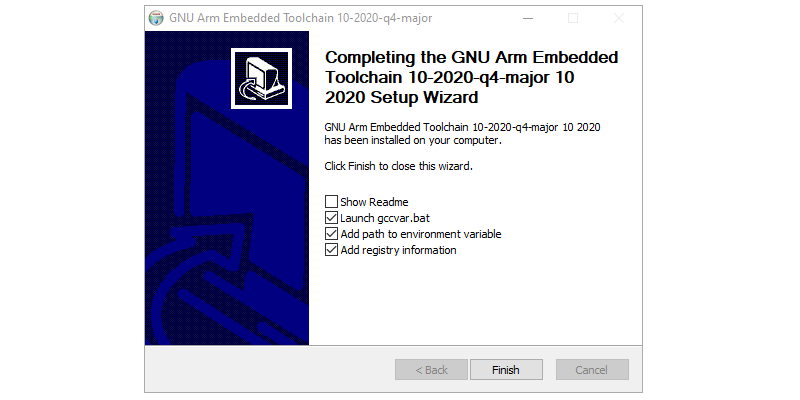 GNU Arm Embedded Toolchain 10-2020-q4-major
Completing the GNU Arm Embedded
Toolchain 10-2020-q4-major 10
2020 Setup Wizard
GNU Arm Embedded Toolchain 10-2020-q4-major 10 2020
has been installed on your computer.
Click Finish to close this wizard.
Show Readme
Launch gccvar.bat
Add path to environment variable
Add registry information
< Back
Finish
Cancel